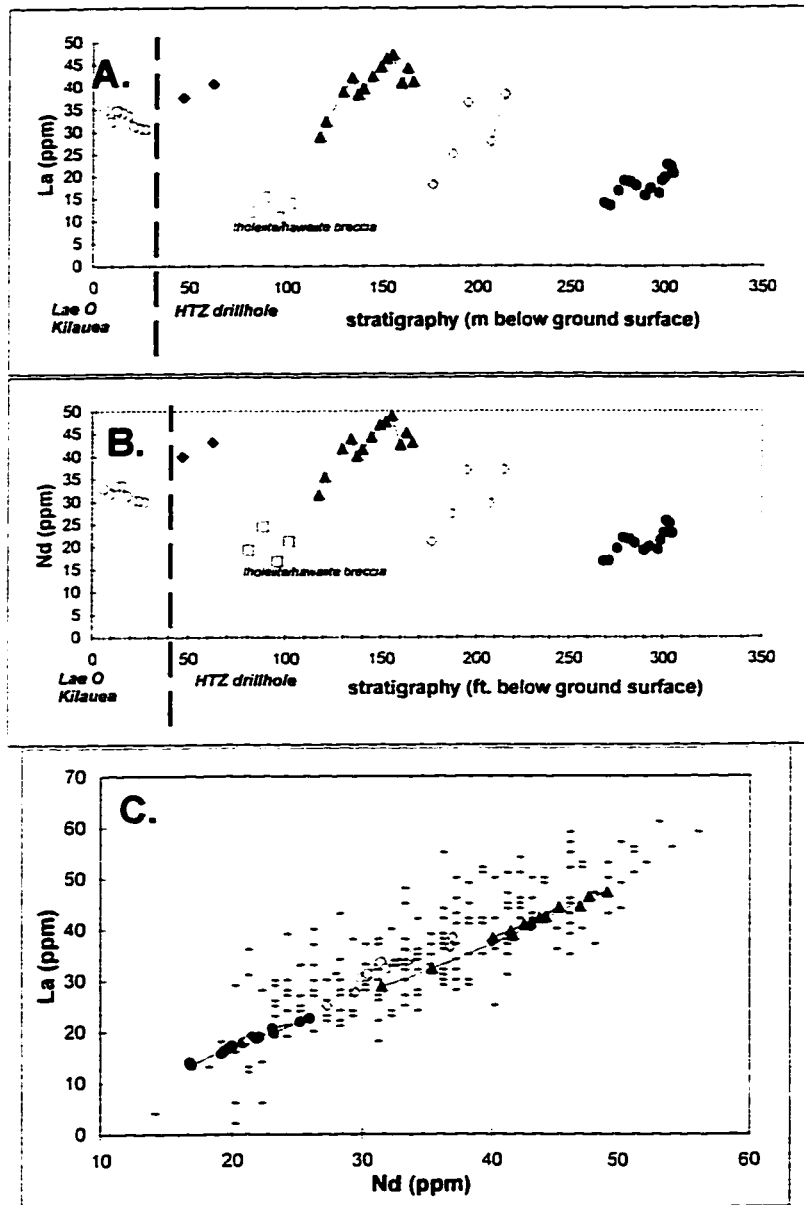 A.
La (ppm)
50
45
40
35
30
25
20
15
10
5
0
tholeiite/hawaiite breccia
0 50 100 150 200 250 300 350
Lae O
Kilauea
HTZ drillhole
stratigraphy (m below ground surface)
B.
Nd (ppm)
50
45
40
35
30
25
20
15
10
5
0
tholeiite/hawaiite breccia
0 50 100 150 200 250 300 350
Lae O
Kilauea
HTZ drillhole
stratigraphy (ft. below ground surface)
C.
La (ppm)
70
60
50
40
30
20
10
0
10 20 30 40 50 60
Nd (ppm)